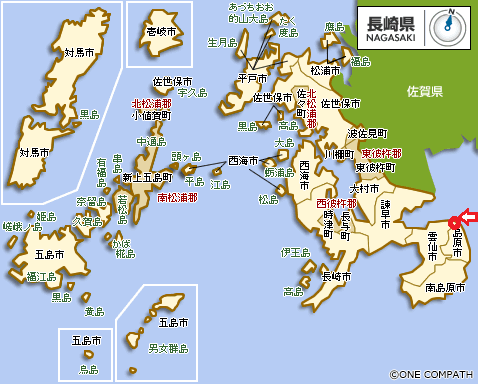 長崎県
NAGASAKI
対馬市
黒島
対馬市
壱岐市
あづちおお
的山大島
たく
度島
生月島
平戸市
鷹島
松浦市
福島
佐賀県
佐世保市
宇久島
北松浦郡
小値賀町
佐世保市
佐々町
北松浦郡
佐世保市
黒島
高島
波佐見町
川棚町
東彼杵郡
東彼杵町
中通島
頭ヶ島
西海市
大島
蛎浦島
西海市
大村市
串島
有福島
新上五島町
平島
江島
松島
南松浦郡
若松島
奈留島
久賀島
姫島
嵯峨ノ島
かば
椛島
五島市
福江島
黒島
黄島
西彼杵郡
時津町
長与町
諫早市
島原市
雲仙市
南島原市
伊王島
長崎市
高島
五島市
男女群島
五島市
鳥島
©ONE COMPATH